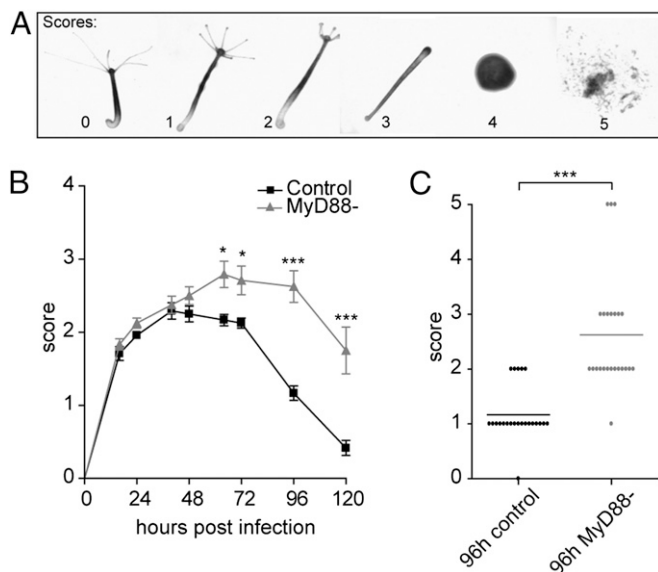 A
Scores:
0 1 2 3 4 5
B
Control
MyD88-
4
3
2
1
0
score
* * *** ***
0 24 48 72 96 120
hours post infection
C
***
5
4
3
2
1
0
score
96h control
96h MyD88-